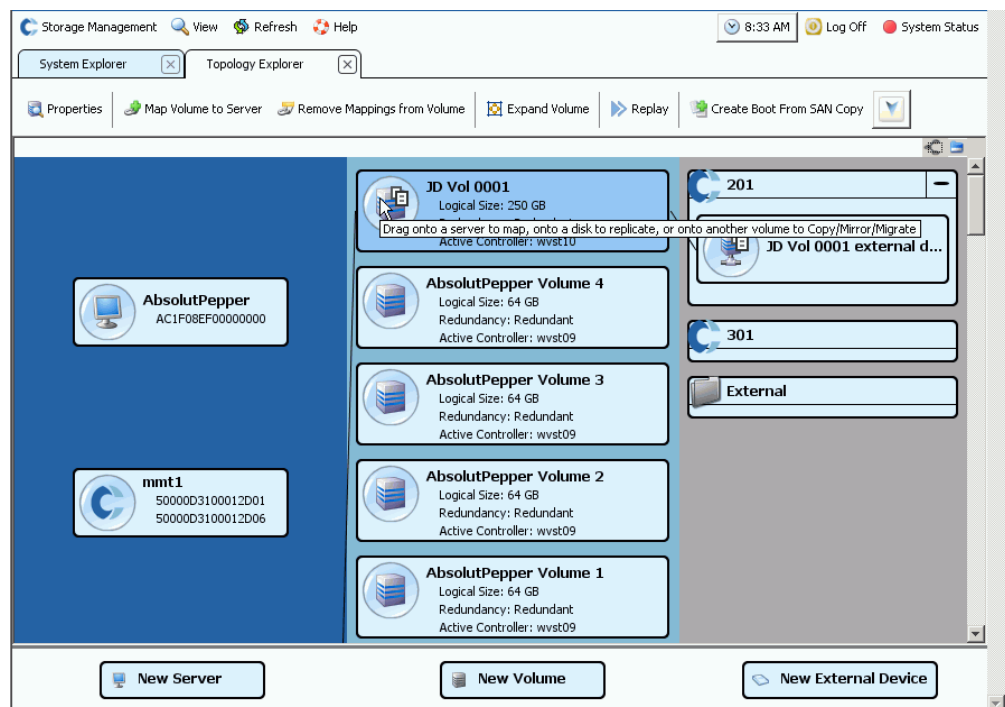 Storage Management View Refresh Help 8:33 AM Log Off System Status
System Explorer Topology Explorer
Properties Map Volume to Server Remove Mappings from Volume Expand Volume Replay Create Boot From SAN Copy
JD Vol 0001
Logical Size: 250 GB
Drag onto a server to map, onto a disk to replicate, or onto another volume to Copy/Mirror/Migrate
Active Controller: wvst10
AbsolutPepper Volume 4
Logical Size: 64 GB
Redundancy: Redundant
Active Controller: wvst09
AbsolutPepper Volume 3
Logical Size: 64 GB
Redundancy: Redundant
Active Controller: wvst09
AbsolutPepper Volume 2
Logical Size: 64 GB
Redundancy: Redundant
Active Controller: wvst09
AbsolutPepper Volume 1
Logical Size: 64 GB
Redundancy: Redundant
Active Controller: wvst09
AbsolutPepper
AC1F08EF00000000
mmt1
50000D3100012D01
50000D3100012D06
201
JD Vol 0001 external d...
301
External
New Server
New Volume
New External Device